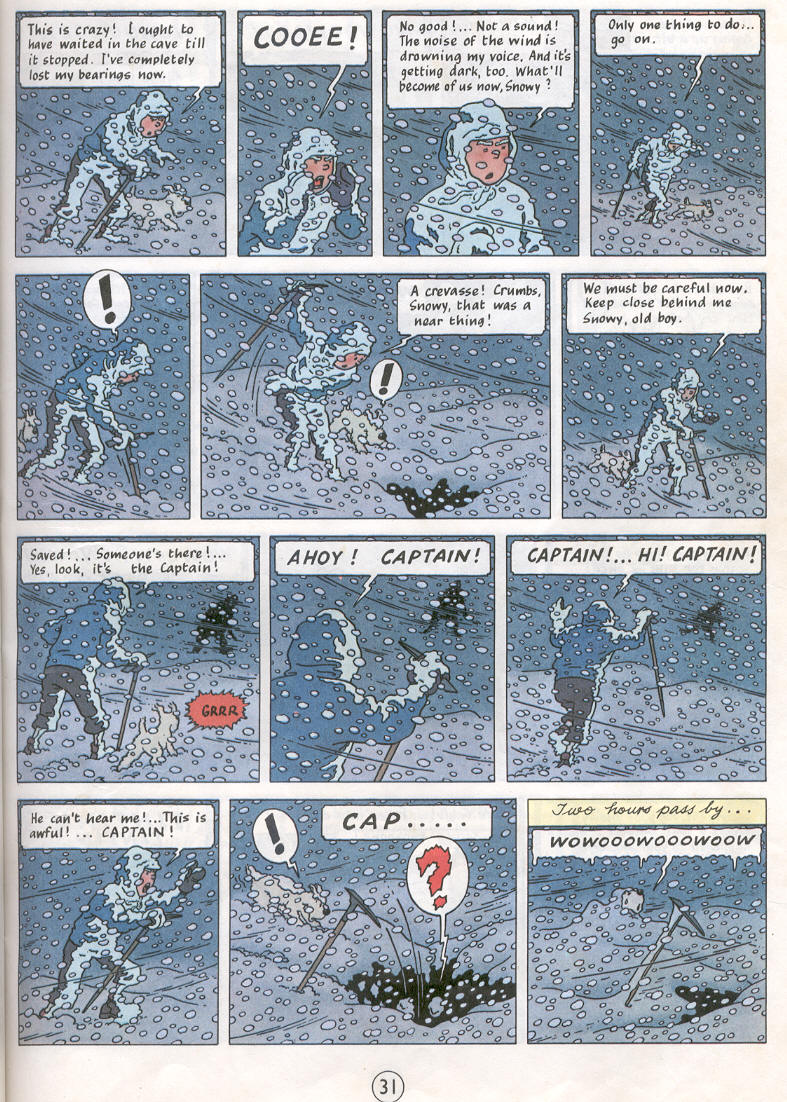 This is crazy! I ought to
have waited in the cave till
it stopped. I've completely
lost my bearings now.
COOEE!
No good!... Not a sound!
The noise of the wind is
drowning my voice. And it's
getting dark, too. What'll
become of us now, Snowy?
Only one thing to do...
go on.
!
A crevasse! Crumbs,
Snowy, that was a
near thing!
!
We must be careful now.
Keep close behind me
Snowy, old boy.
Saved!... Someone's there!...
Yes, look, it's the Captain!
GRRR
AHOY! CAPTAIN!
CAPTAIN!... HI! CAPTAIN!
He can't hear me!...This is
awful! ... CAPTAIN!
!
CAP.....
?
Two hours pass by...
WOWOOOWOOOWOOW
31